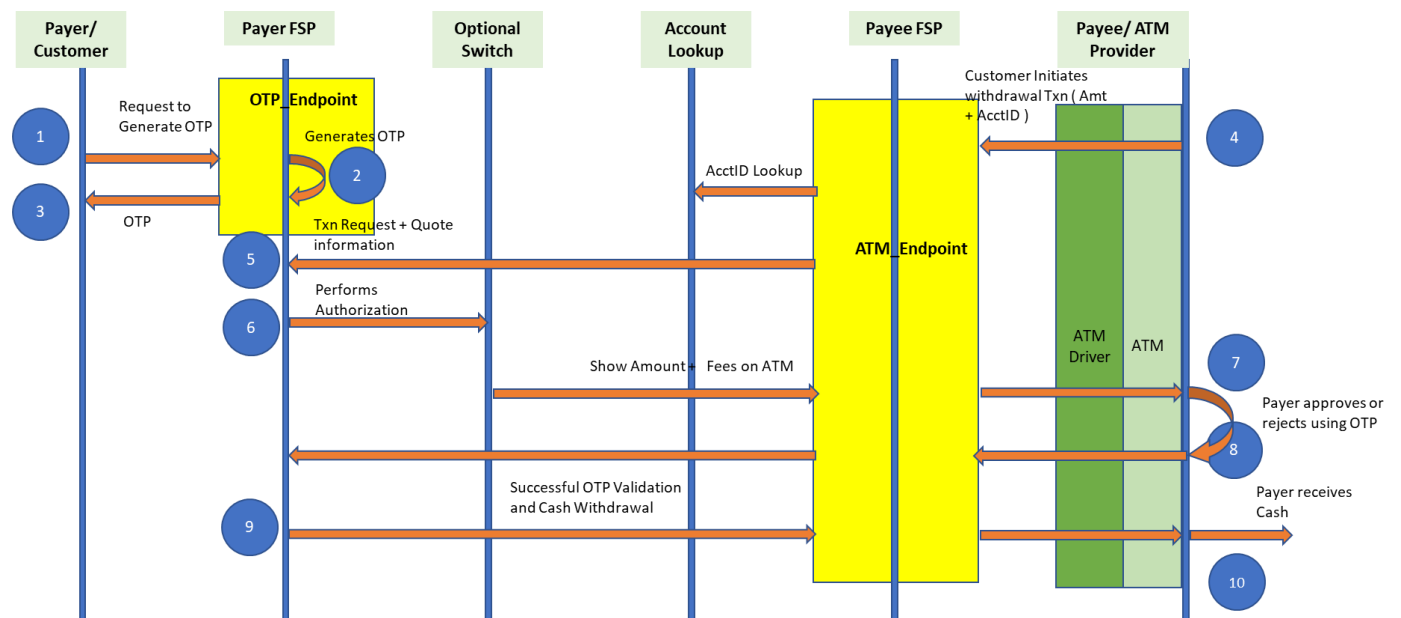 Payer/
Customer
Payer FSP
Optional
Switch
Account
Lookup
Payee FSP
Payee/ ATM
Provider
Customer Initiates
withdrawal Txn ( Amt
+ AcctID )
OTP_Endpoint
Request to
Generate OTP
1
Generates OTP
2
4
AcctID Lookup
3
OTP
Txn Request + Quote
information
5
ATM_Endpoint
Performs
Authorization
6
ATM
Driver
ATM
7
Show Amount + Fees on ATM
Payer approves or
rejects using OTP
8
Successful OTP Validation
and Cash Withdrawal
9
Payer receives
Cash
10